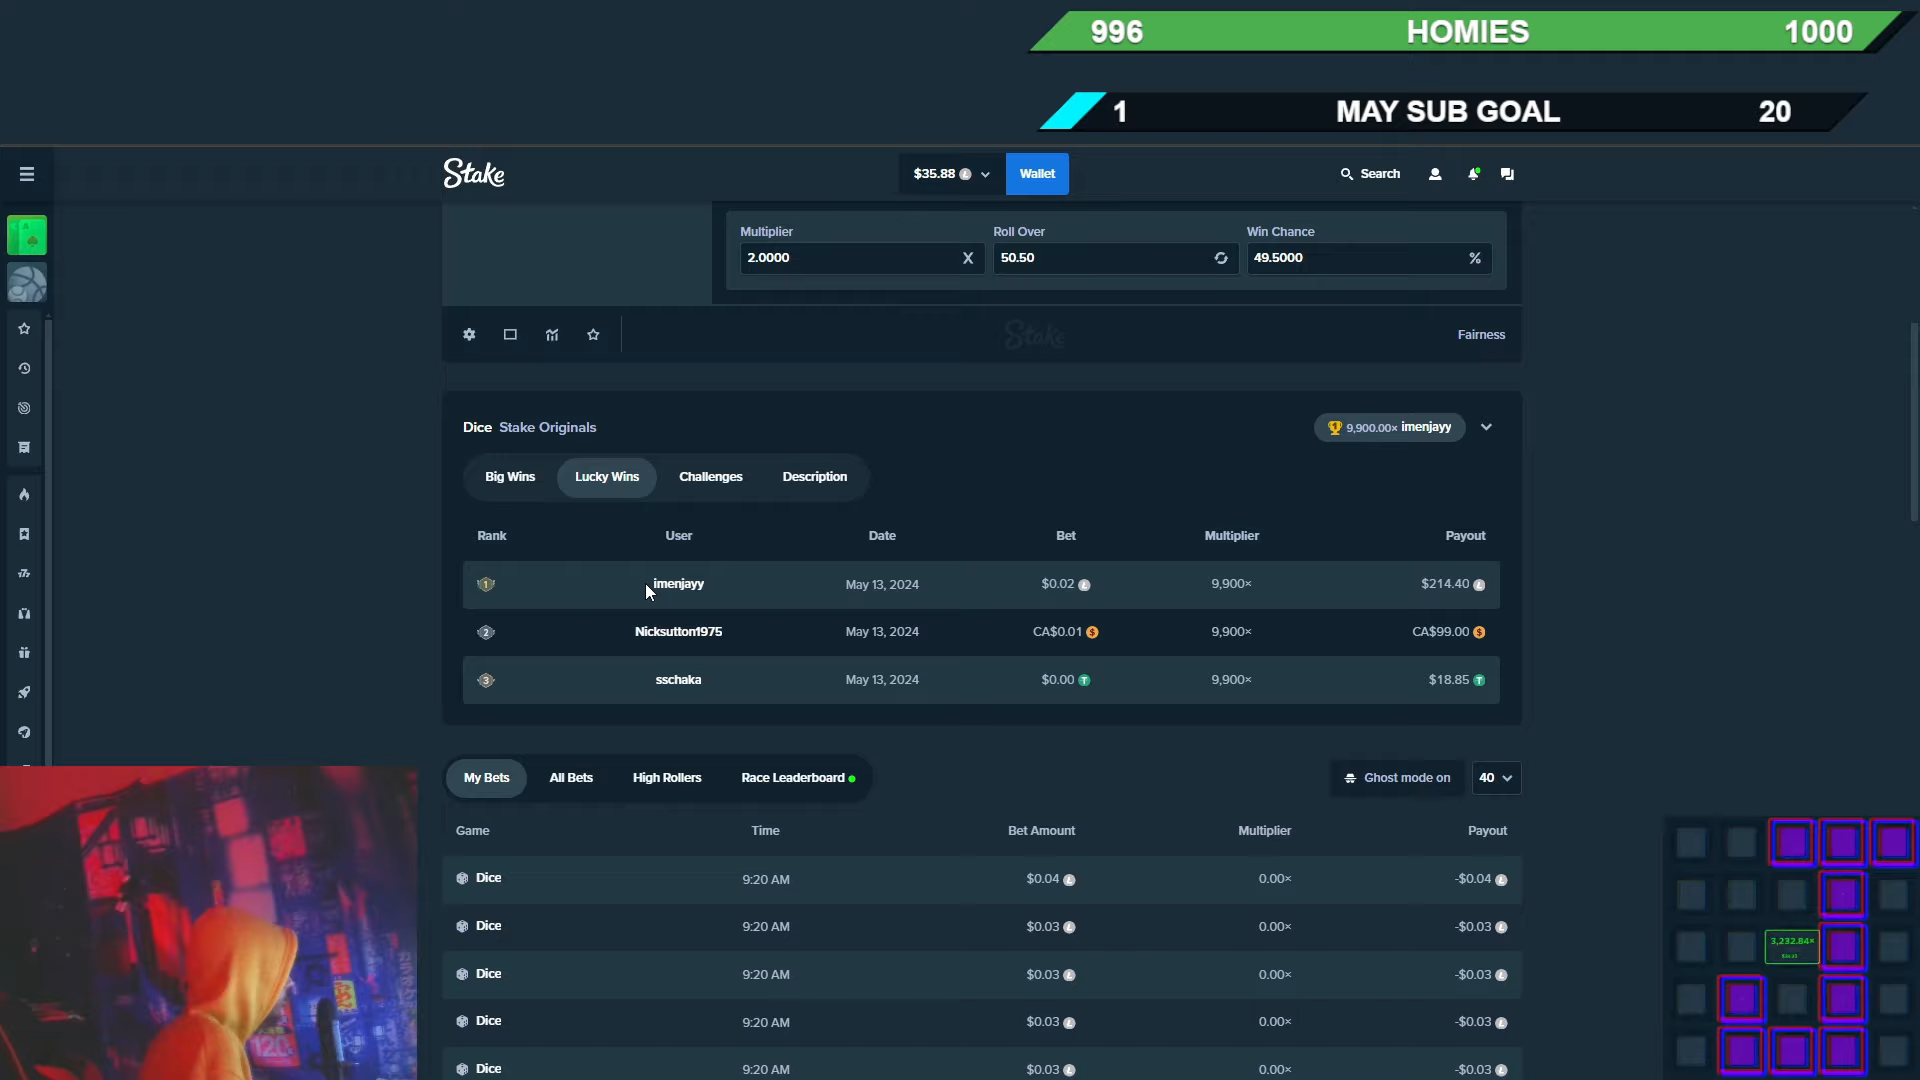 996 HOMIES 1000
1 MAY SUB GOAL 20
Stake $35.88 Wallet Search
Multiplier Roll Over Win Chance
2.0000 50.50 49.5000 %
Stake Fairness
Dice Stake Originals 9,900.00× imenjayy
Big Wins Lucky Wins Challenges Description
Rank User Date Bet Multiplier Payout
1 imenjayy May 13, 2024 $0.02 9,900× $214.40
2 Nicksutton1975 May 13, 2024 CA$0.01 9,900× CA$99.00
3 sschaka May 13, 2024 $0.00 9,900× $18.85
My Bets All Bets High Rollers Race Leaderboard Ghost mode on 40
Game Time Bet Amount Multiplier Payout
Dice 9:20 AM $0.04 0.00× -$0.04
Dice 9:20 AM $0.03 0.00× -$0.03
Dice 9:20 AM $0.03 0.00× -$0.03
Dice 9:20 AM $0.03 0.00× -$0.03
Dice 9:20 AM $0.03 0.00× -$0.03
3,232.84×
120